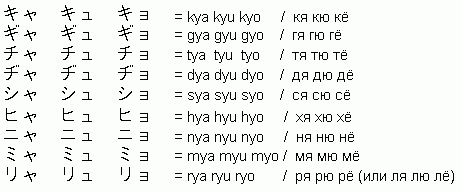 キャ キュ キョ = kya kyu kyo / кя кю кё
ギャ ギュ ギョ = gya gyu gyo / гя гю гё
チャ チュ チョ = tya tyu tyo / тя тю тё
ヂャ ヂュ ヂョ = dya dyu dyo / дя дю дё
シャ シュ ショ = sya syu syo / ся сю сё
ヒャ ヒュ ヒョ = hya hyu hyo / хя хю хё
ニャ ニュ ニョ = nya nyu nyo / ня ню нё
ミャ ミュ ミョ = mya myu myo / мя мю мё
リャ リュ リョ = rya ryu ryo / ря рю рё (или ля лю лё)